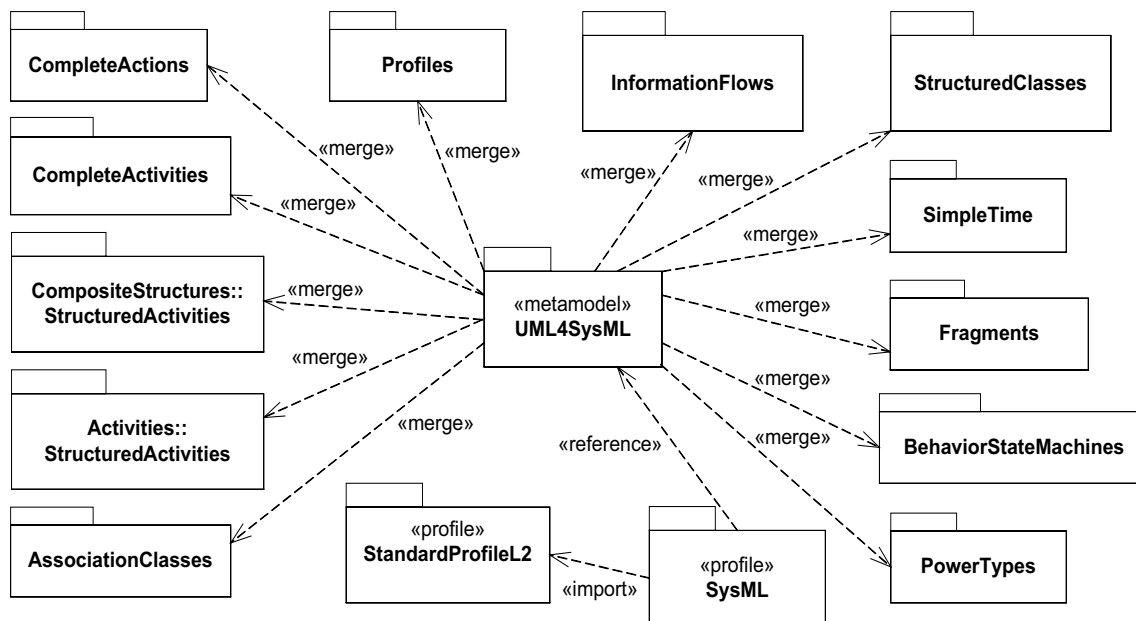 CompleteActions
Profiles
InformationFlows
StructuredClasses
«merge»
«merge»
«merge»
«merge»
CompleteActivities
«merge»
SimpleTime
«merge»
CompositeStructures::
StructuredActivities
«merge»
«metamodel»
UML4SysML
«merge»
Fragments
«merge»
«merge»
Activities::
StructuredActivities
«merge»
«reference»
«merge»
BehaviorStateMachines
AssociationClasses
«profile»
StandardProfileL2
«import»
«profile»
SysML
PowerTypes